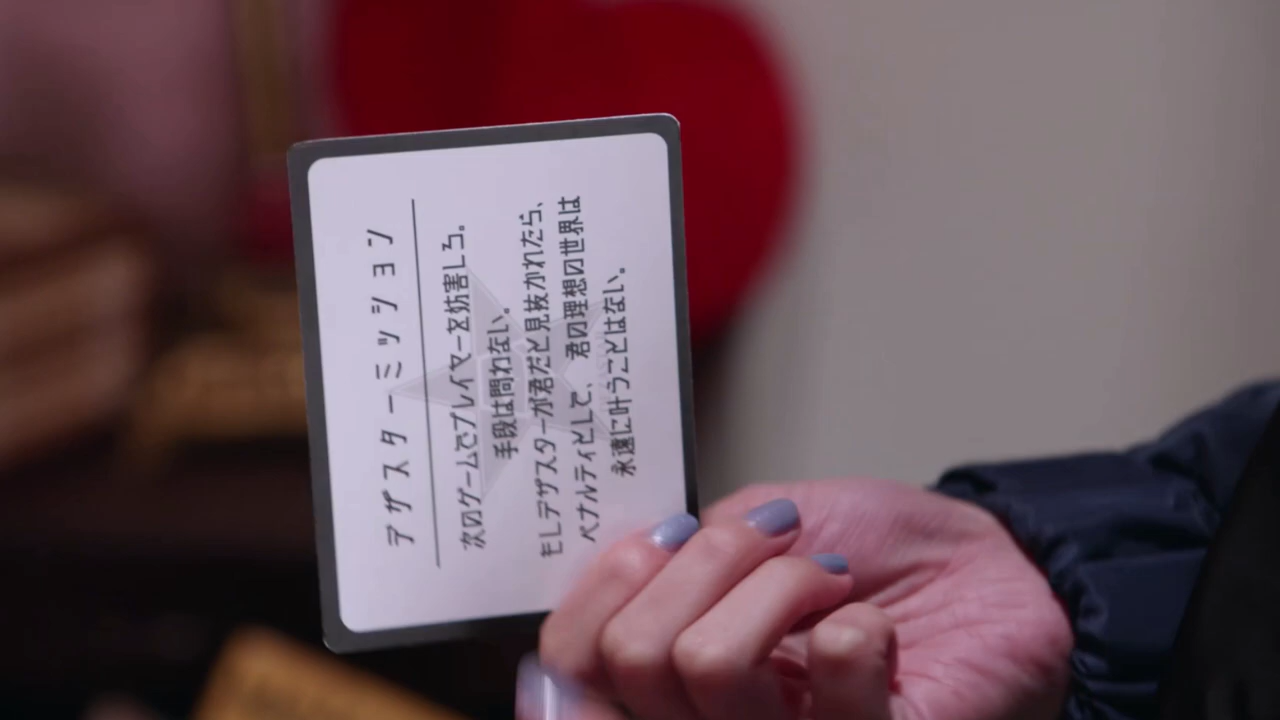 デザスターミッション
次のゲームでプレイヤーを妨害しろ。
手段は問わない。
もしデザスターが君だと見抜かれたら、
ペナルティとして、君の理想の世界は
永遠に叶うことはない。